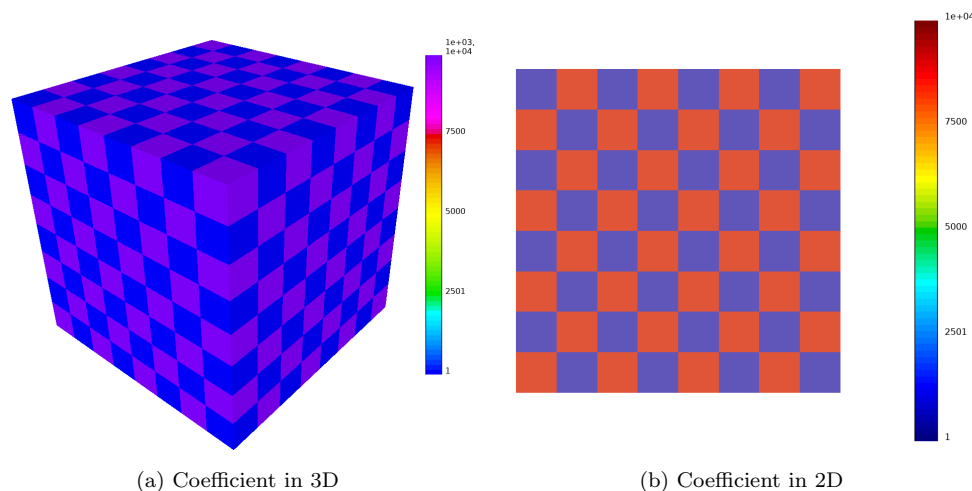 1e+03,
1e+04
7500
5000
2501
1
1e+04
7500
5000
2501
1
(a) Coefficient in 3D
(b) Coefficient in 2D